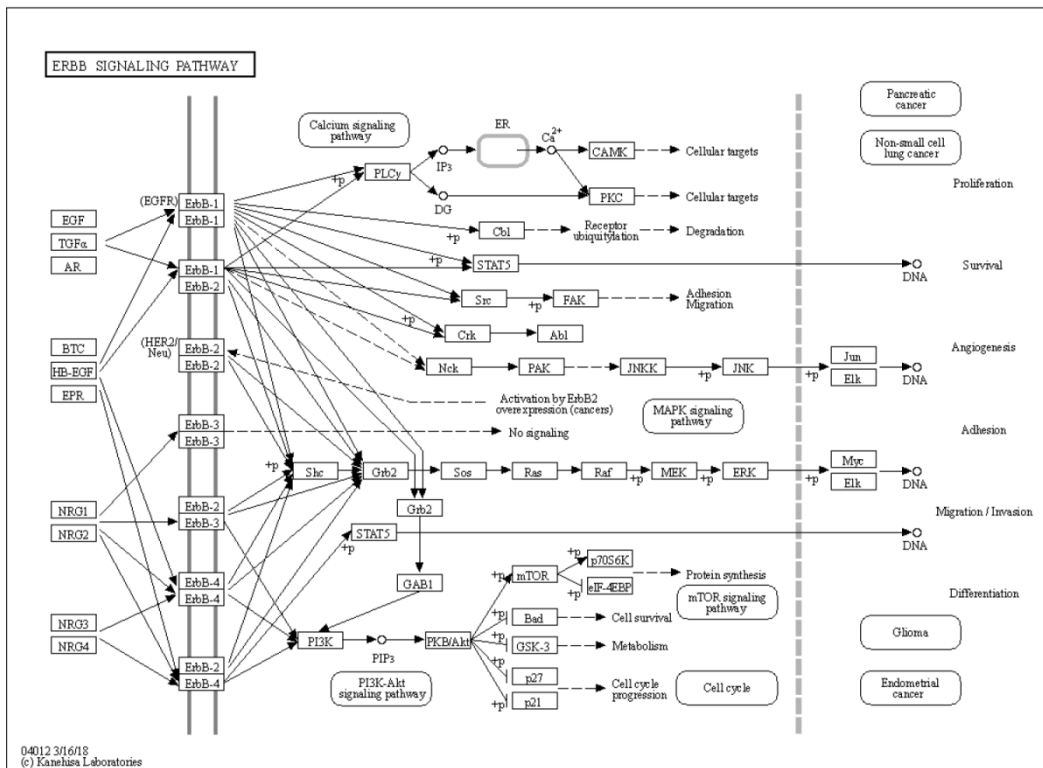 ERBB SIGNALING PATHWAY
Pancreatic
cancer
Non-small cell
lung cancer
Calcium signaling
pathway
ER
Ca2+
IP3
CAMK
Cellular targets
+p
PLCγ
DG
PKC
Cellular targets
Proliferation
(EGFR)
ErbB-1
ErbB-1
EGF
TGFα
AR
+p
Cbl
Receptor
ubiquitylation
Degradation
ErbB-1
ErbB-2
+p
STAT5
DNA
Survival
Src
+p
FAK
Adhesion
Migration
+p
Crk
Abl
BTC
HB-EGF
EPR
(HER2/
Neu)
ErbB-2
ErbB-2
Nck
PAK
JNKK
+p
JNK
+p
Jun
Elk
DNA
Angiogenesis
Activation by ErbB2
overexpression (cancers)
MAPK signaling
pathway
ErbB-3
ErbB-3
No signaling
Adhesion
+p
Shc
Grb2
Sos
Ras
Raf
+p
MEK
+p
ERK
+p
Myc
Elk
DNA
NRG1
NRG2
ErbB-2
ErbB-3
Grb2
Migration / Invasion
+p
STAT5
DNA
ErbB-4
ErbB-4
GAB1
+p
mTOR
+p
p70S6K
eIF-4EBP
+p
Protein synthesis
mTOR signaling
pathway
Differentiation
NRG3
NRG4
PI3K
PIP3
PKB/Akt
+p
Bad
Cell survival
+p
GSK-3
Metabolism
Glioma
ErbB-2
ErbB-4
PI3K-Akt
signaling pathway
+p
p27
+p
p21
Cell cycle
progression
Cell cycle
Endometrial
cancer
04012 3/16/18
(c) Kanehisa Laboratories